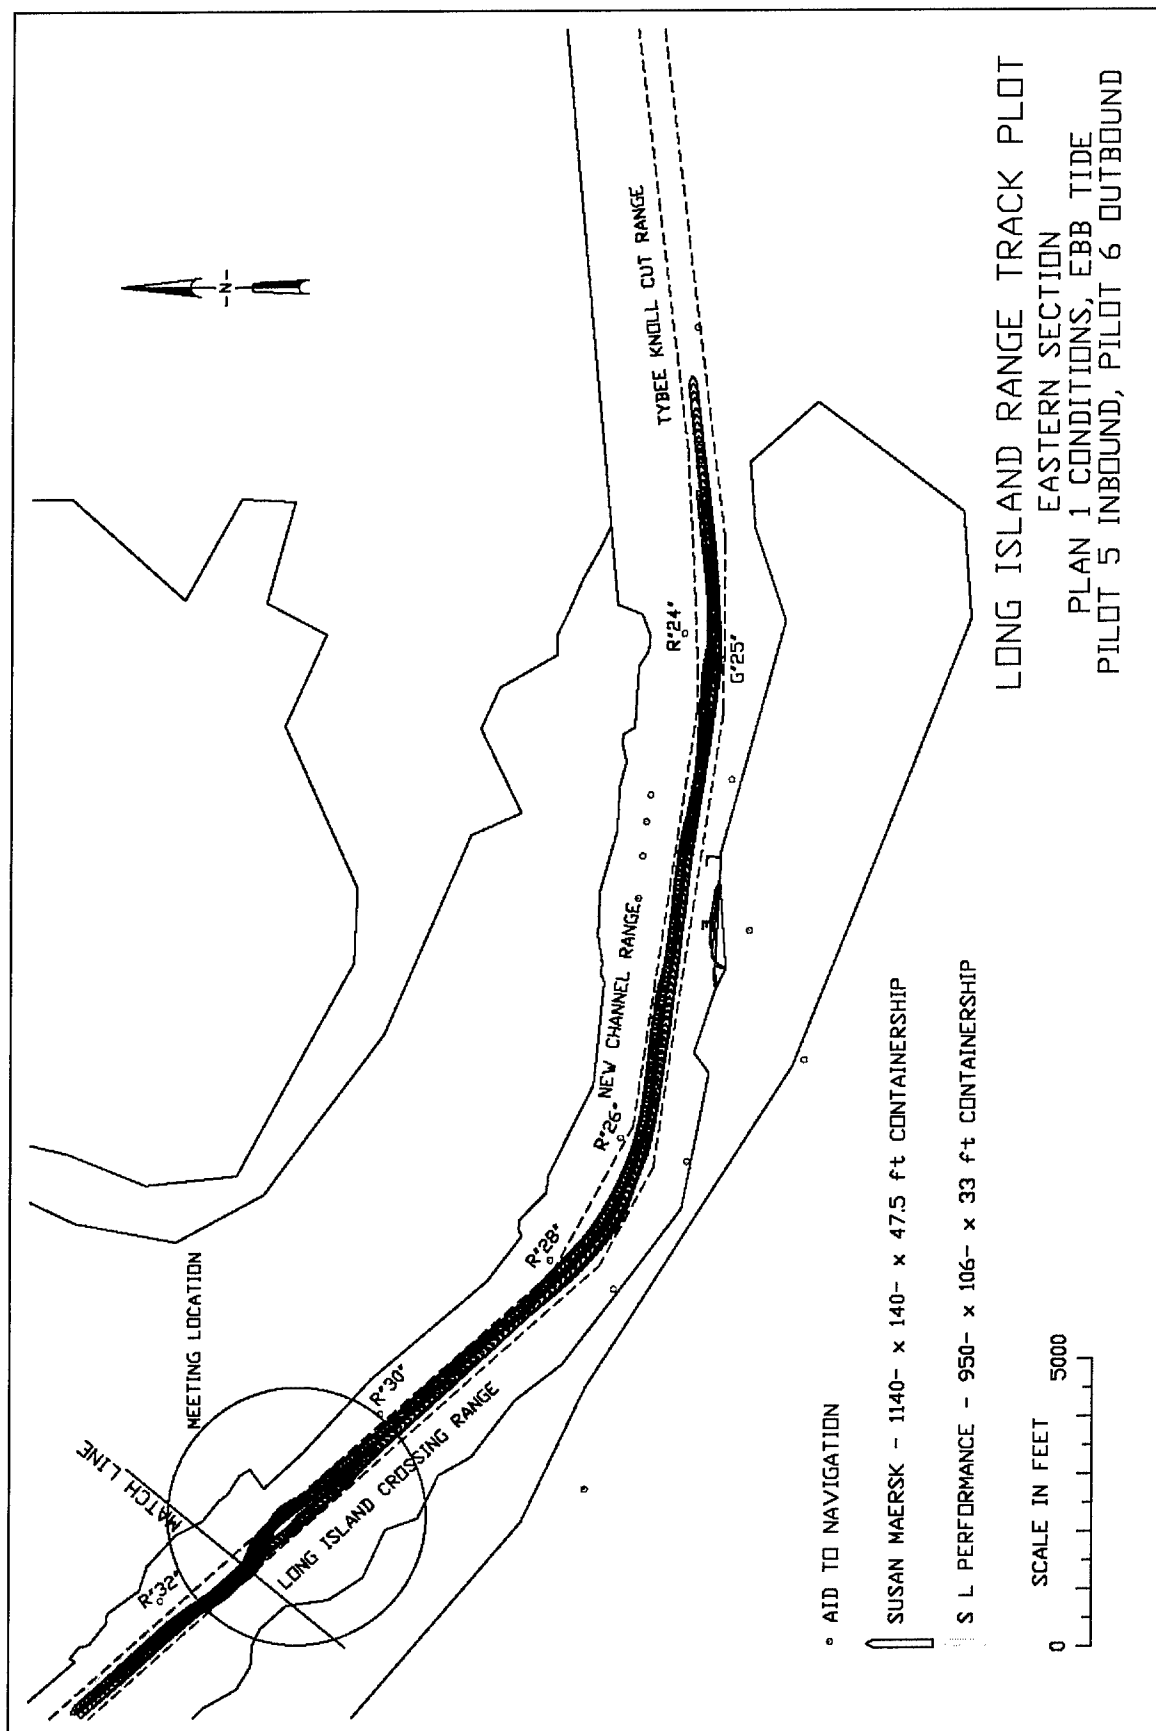 MATCH LINE
MEETING LOCATION
R"32"
R"30"
LONG ISLAND CROSSING RANGE
R"28"
R"26"
NEW CHANNEL RANGE
R"24"
G"25"
TYBEE KNOLL CUT RANGE
-N-
AID TO NAVIGATION
SUSAN MAERSK - 1140- x 140- x 47.5 ft CONTAINERSHIP
S L PERFORMANCE - 950- x 106- x 33 ft CONTAINERSHIP
SCALE IN FEET
0 5000
LONG ISLAND RANGE TRACK PLOT
EASTERN SECTION
PLAN 1 CONDITIONS, EBB TIDE
PILOT 5 INBOUND, PILOT 6 OUTBOUND